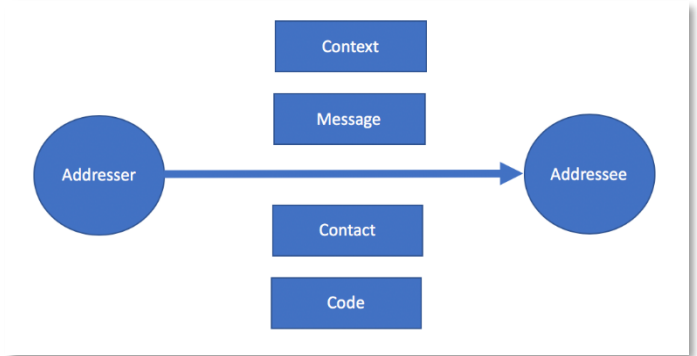 Context
Message
Addresser
Addressee
Contact
Code